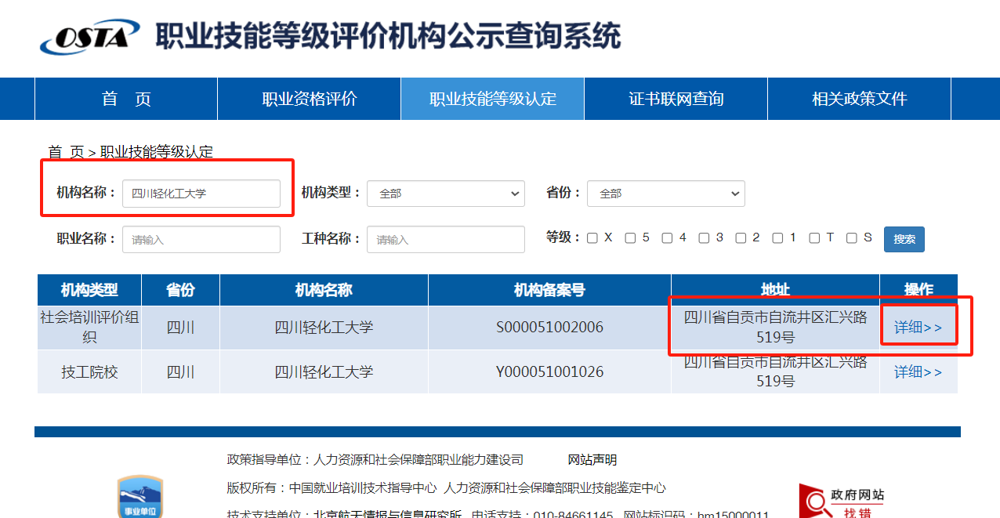 OSTA 职业技能等级评价机构公示查询系统
首 页 职业资格评价 职业技能等级认定 证书联网查询 相关政策文件
首 页 > 职业技能等级认定
机构名称： 四川轻化工大学 机构类型： 全部 省份： 全部
职业名称： 请输入 工种名称： 请输入 等级： X 5 4 3 2 1 T S 搜索
机构类型 省份 机构名称 机构备案号 地址 操作
社会培训评价组
织 四川 四川轻化工大学 S000051002006 四川省自贡市自流井区汇兴路
519号 详细>>
技工院校 四川 四川轻化工大学 Y000051001026 四川省自贡市自流井区汇兴路
519号 详细>>
政策指导单位：人力资源和社会保障部职业能力建设司 网站声明
版权所有：中国就业培训技术指导中心 人力资源和社会保障部职业技能鉴定中心
技术支持单位：北京航天情报与信息研究所 电话支持：010-84661145 网站标识码：bm15000011
事业单位
政府网站
找错